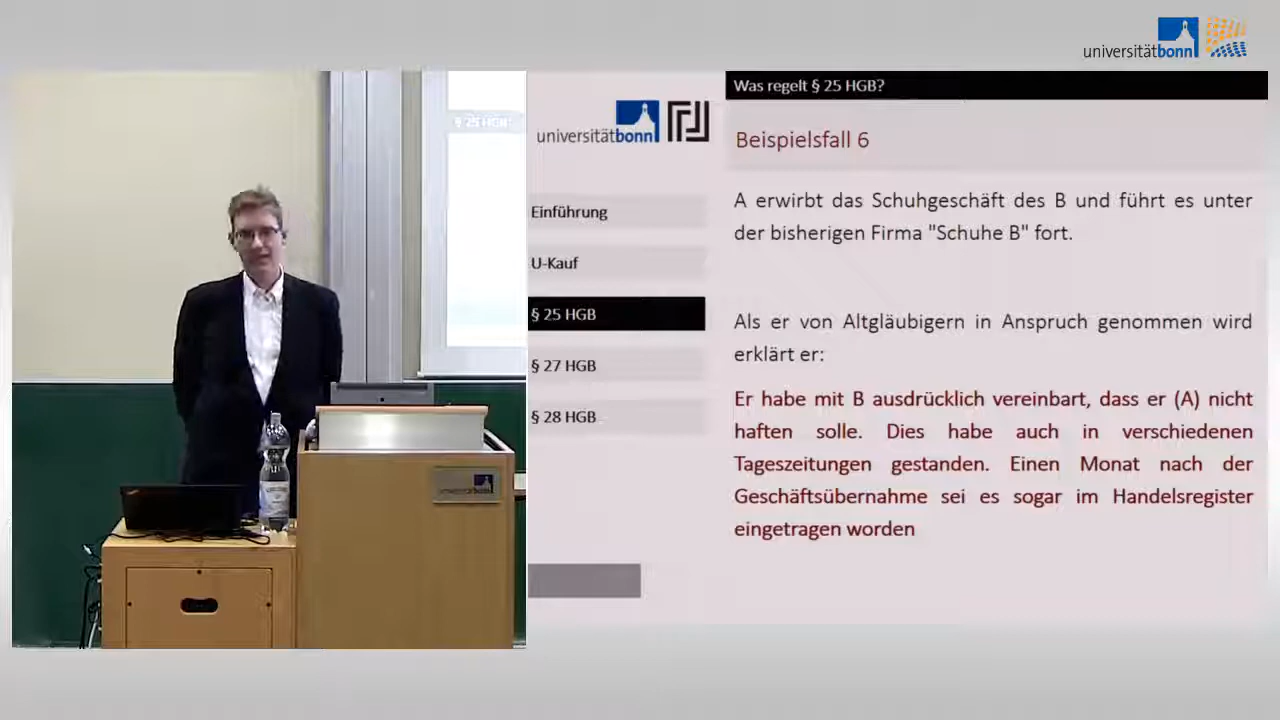 universitätbonn
Was regelt § 25 HGB?
universitätbonn
Beispielsfall 6
Einführung
U-Kauf
§ 25 HGB
§ 27 HGB
§ 28 HGB
A erwirbt das Schuhgeschäft des B und führt es unter
der bisherigen Firma "Schuhe B" fort.
Als er von Altgläubigern in Anspruch genommen wird
erklärt er:
Er habe mit B ausdrücklich vereinbart, dass er (A) nicht
haften solle. Dies habe auch in verschiedenen
Tageszeitungen gestanden. Einen Monat nach der
Geschäftsübernahme sei es sogar im Handelsregister
eingetragen worden
§ 25 HGB
universitätbonn